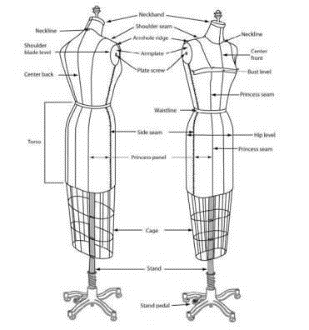 Neckband
Neckline
Shoulder seam
Neckline
Armhole ridge
Shoulder
blade level
Armplate
Center
front
Center back
Plate screw
Bust level
Princess seam
Waistline
Side seam
Hip level
Torso
Princess panel
Princess seam
Cage
Stand
Stand pedal